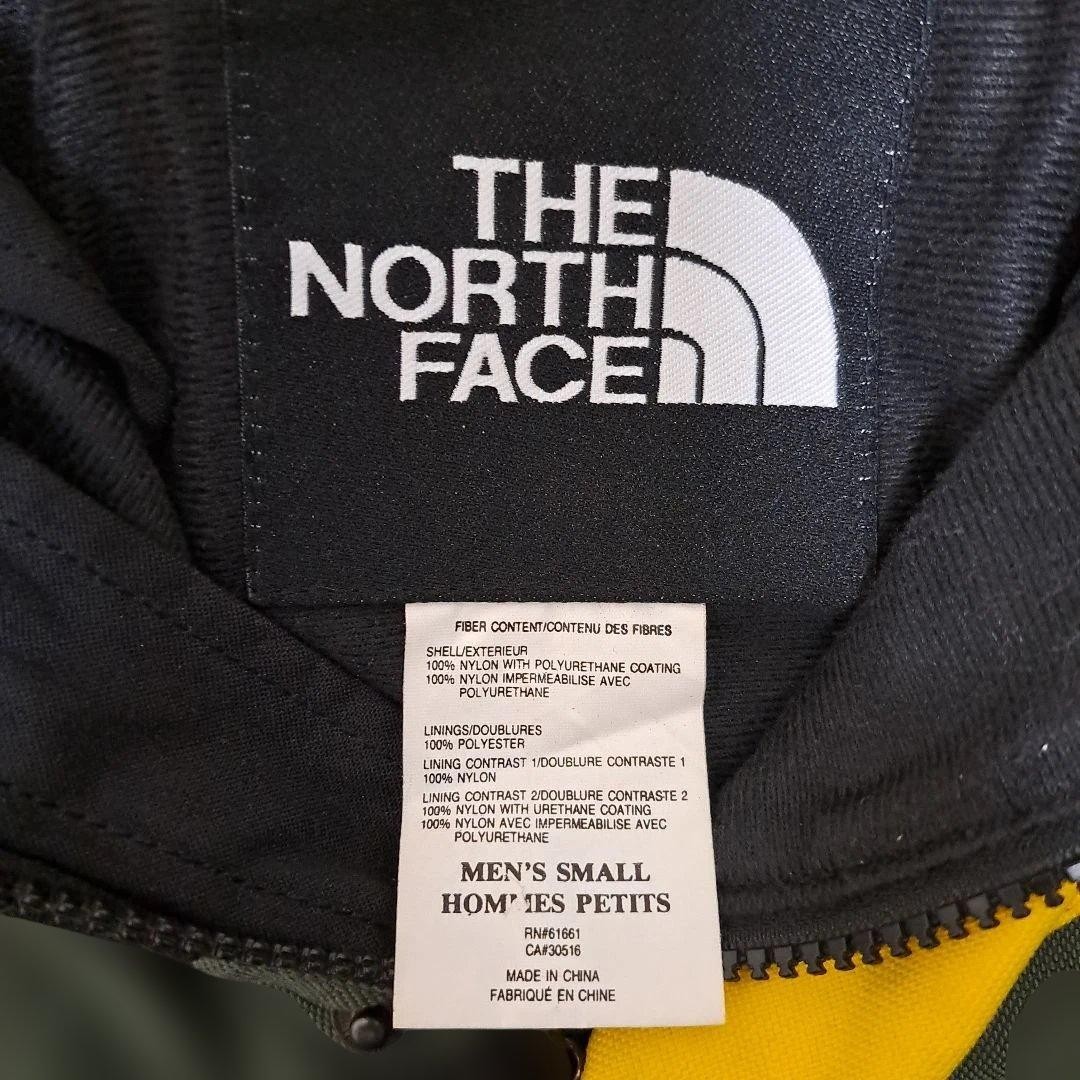 THE
NORTH
FACE
FIBER CONTENT/CONTENU DES FIBRES
SHELL/EXTERIEUR
100% NYLON WITH POLYURETHANE COATING
100% NYLON IMPERMEABILISE AVEC
POLYURETHANE
LININGS/DOUBLURES
100% POLYESTER
LINING CONTRAST 1/DOUBLURE CONTRASTE 1
100% NYLON
LINING CONTRAST 2/DOUBLURE CONTRASTE 2
100% NYLON WITH URETHANE COATING
100% NYLON AVEC IMPERMEABILISE AVEC
POLYURETHANE
MEN'S SMALL
HOMMES PETITS
RN#61661
CA#30516
MADE IN CHINA
FABRIQUÉ EN CHINE